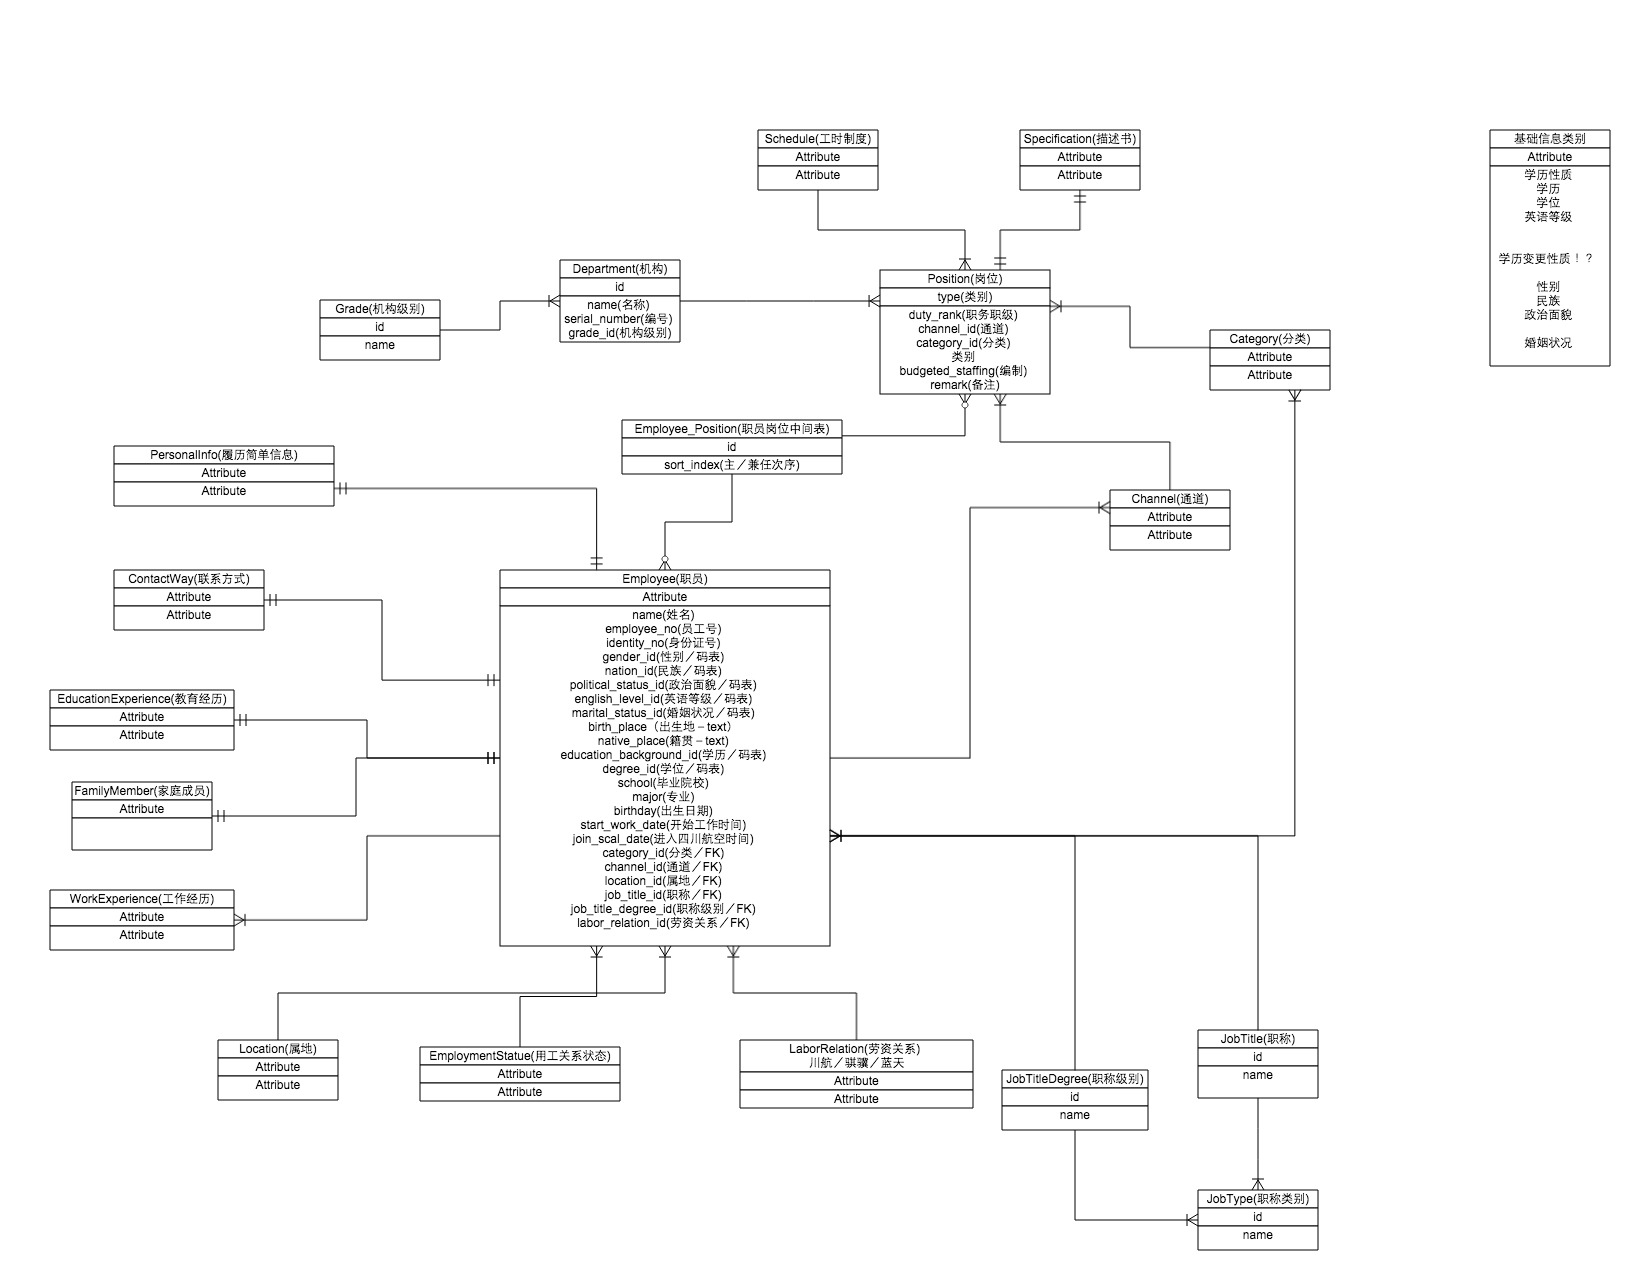 Schedule(工时制度)
Attribute
Attribute
Specification(描述书)
Attribute
Attribute
基础信息类别
Attribute
学历性质
学历
学位
英语等级
学历变更性质！？
性别
民族
政治面貌
婚姻状况
Department(机构)
id
name(名称)
serial_number(编号)
grade_id(机构级别)
Position(岗位)
type(类别)
duty_rank(职务职级)
channel_id(通道)
category_id(分类)
类别
budgeted_staffing(编制)
remark(备注)
Grade(机构级别)
id
name
Category(分类)
Attribute
Attribute
Employee_Position(职员岗位中间表)
id
sort_index(主／兼任次序)
PersonalInfo(履历简单信息)
Attribute
Attribute
Channel(通道)
Attribute
Attribute
ContactWay(联系方式)
Attribute
Attribute
Employee(职员)
Attribute
name(姓名)
employee_no(员工号)
identity_no(身份证号)
gender_id(性别／码表)
nation_id(民族／码表)
political_status_id(政治面貌／码表)
english_level_id(英语等级／码表)
marital_status_id(婚姻状况／码表)
birth_place（出生地－text）
native_place(籍贯－text)
education_background_id(学历／码表)
degree_id(学位／码表)
school(毕业院校)
major(专业)
birthday(出生日期)
start_work_date(开始工作时间)
join_scal_date(进入四川航空时间)
category_id(分类／FK)
channel_id(通道／FK)
location_id(属地／FK)
job_title_id(职称／FK)
job_title_degree_id(职称级别／FK)
labor_relation_id(劳资关系／FK)
EducationExperience(教育经历)
Attribute
Attribute
FamilyMember(家庭成员)
Attribute
WorkExperience(工作经历)
Attribute
Attribute
Location(属地)
Attribute
Attribute
EmploymentStatue(用工关系状态)
Attribute
Attribute
LaborRelation(劳资关系)
川航／骐骥／蓝天
Attribute
Attribute
JobTitleDegree(职称级别)
id
name
JobTitle(职称)
id
name
JobType(职称类别)
id
name